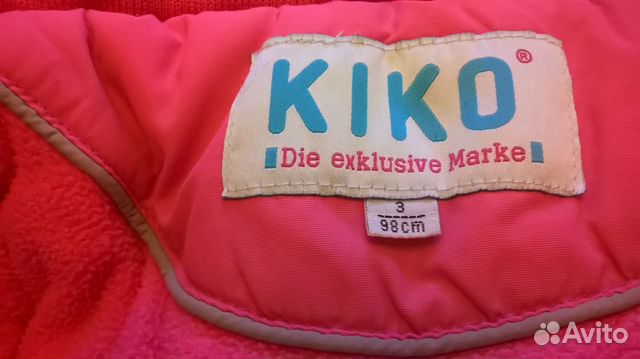 KIKO®
Die exklusive Marke
3
98cm
Avito